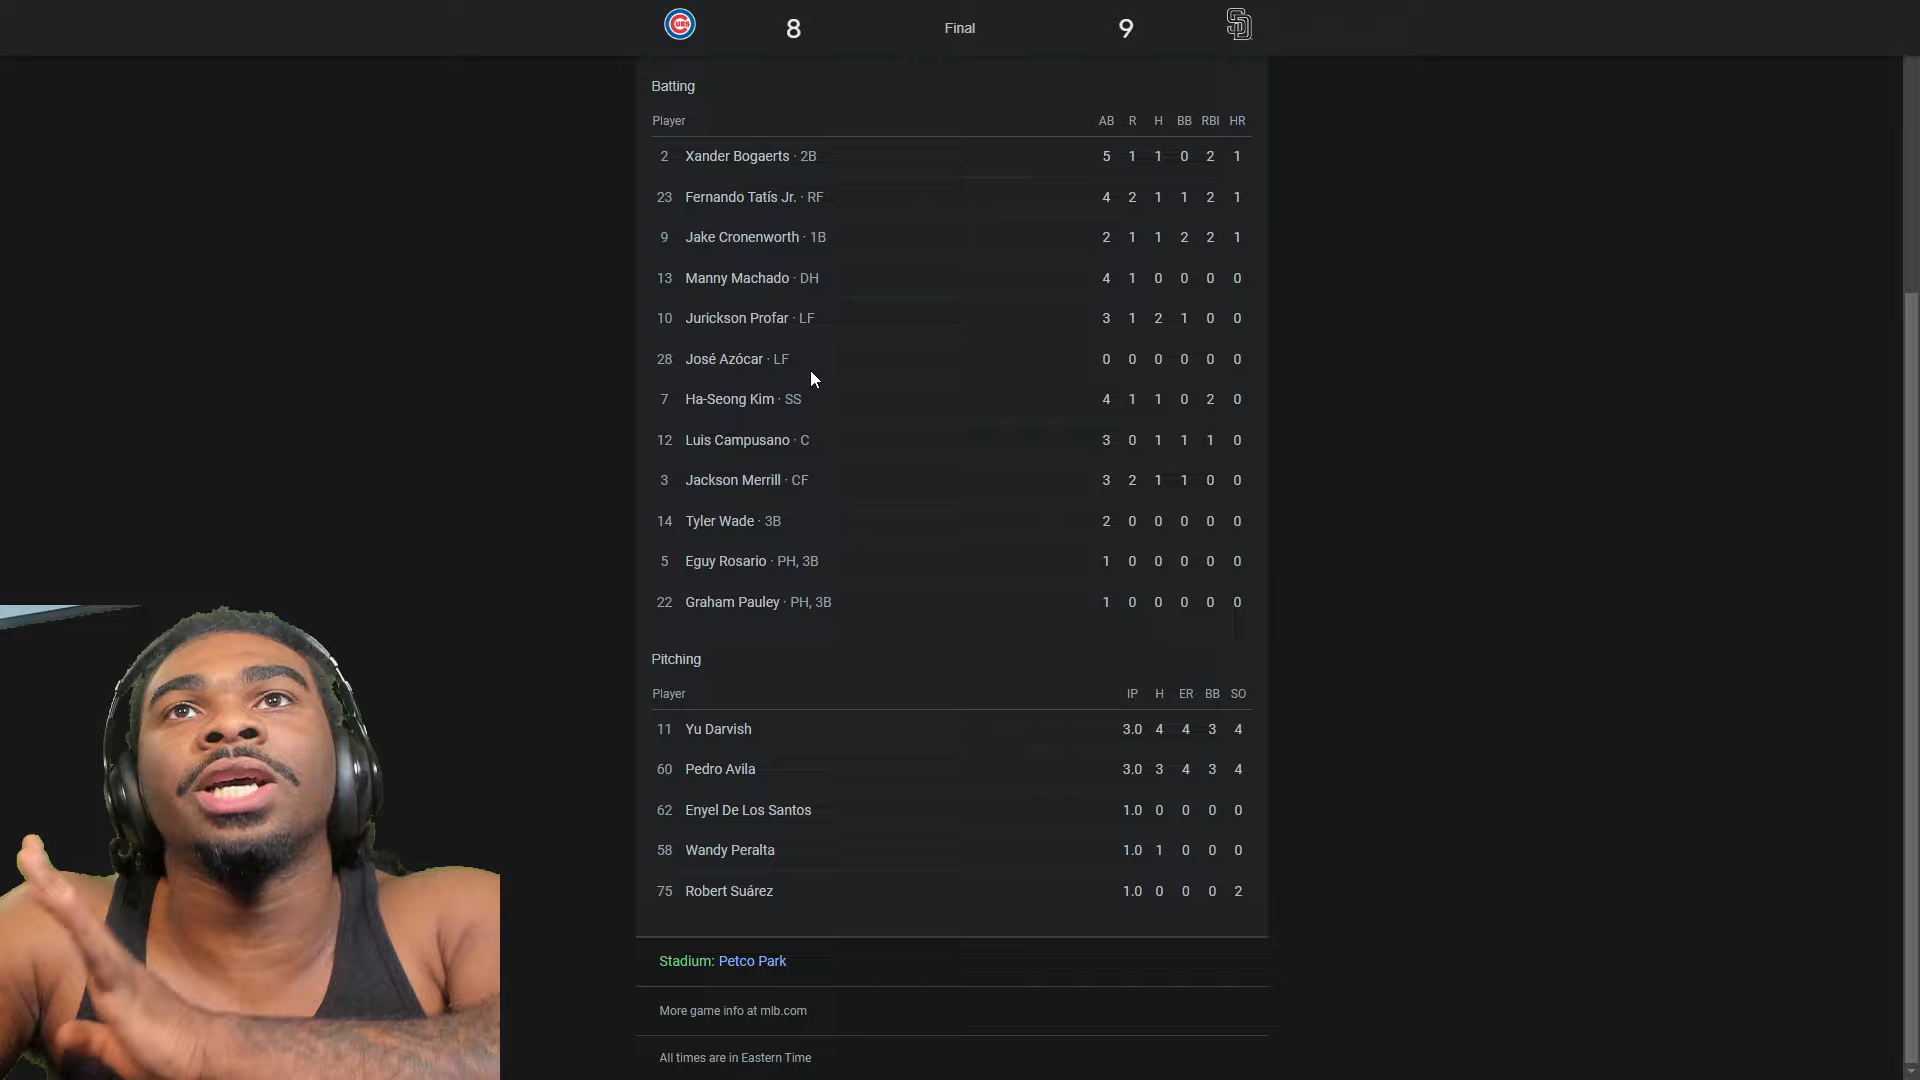 CUBS 8 Final 9 SD
Batting
Player AB R H BB RBI HR
2 Xander Bogaerts · 2B 5 1 1 0 2 1
23 Fernando Tatís Jr. · RF 4 2 1 1 2 1
9 Jake Cronenworth · 1B 2 1 1 2 2 1
13 Manny Machado · DH 4 1 0 0 0 0
10 Jurickson Profar · LF 3 1 2 1 0 0
28 José Azócar · LF 0 0 0 0 0 0
7 Ha-Seong Kim · SS 4 1 1 0 2 0
12 Luis Campusano · C 3 0 1 1 1 0
3 Jackson Merrill · CF 3 2 1 1 0 0
14 Tyler Wade · 3B 2 0 0 0 0 0
5 Eguy Rosario · PH, 3B 1 0 0 0 0 0
22 Graham Pauley · PH, 3B 1 0 0 0 0 0
Pitching
Player IP H ER BB SO
11 Yu Darvish 3.0 4 4 3 4
60 Pedro Avila 3.0 3 4 3 4
62 Enyel De Los Santos 1.0 0 0 0 0
58 Wandy Peralta 1.0 1 0 0 0
75 Robert Suárez 1.0 0 0 0 2
Stadium: Petco Park
More game info at mlb.com
All times are in Eastern Time